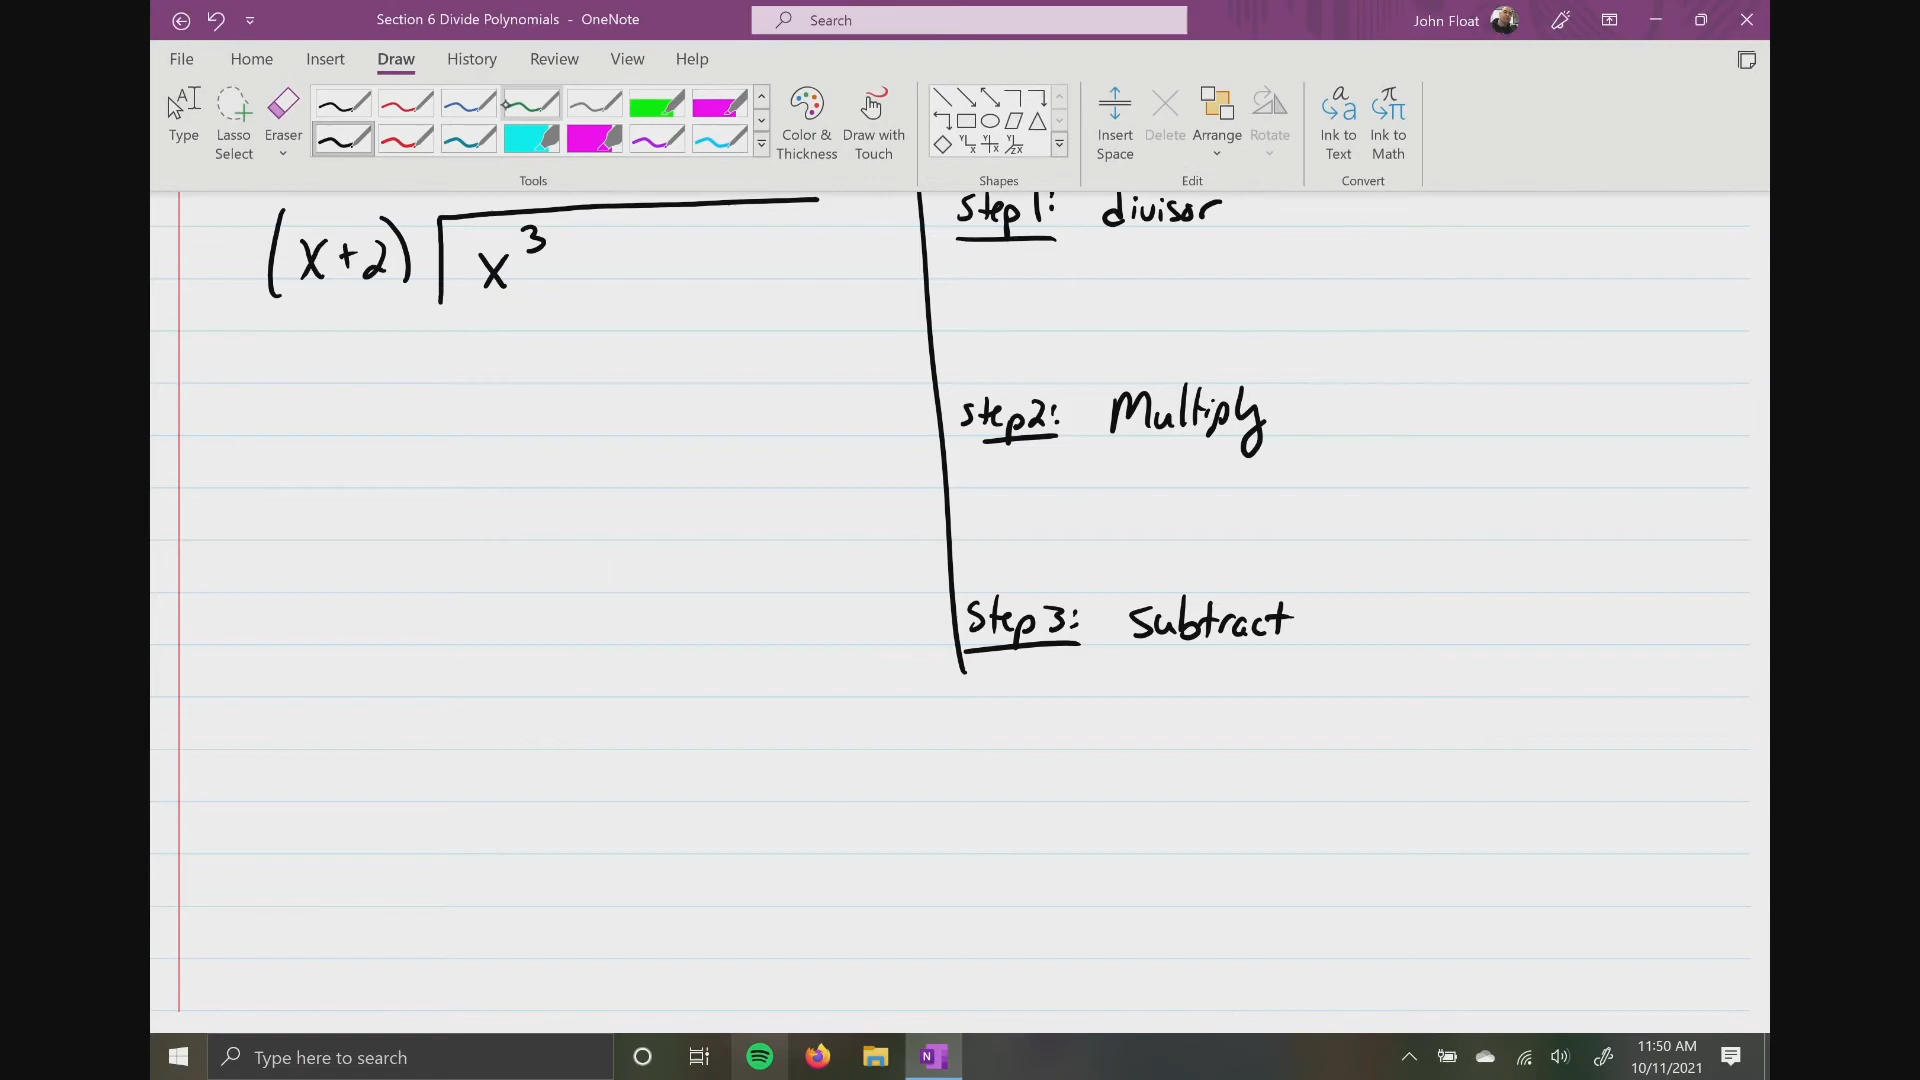 Section 6 Divide Polynomials - OneNote
Search
John Float
File Home Insert Draw History Review View Help
Type
Lasso Select
Eraser
Color & Thickness
Draw with Touch
Insert Space
Delete
Arrange
Rotate
Ink to Text
Ink to Math
Tools
Shapes
Edit
Convert
step 1: divisor
(x+2) x³
step2: Multiply
step 3: subtract
Type here to search
11:50 AM
10/11/2021